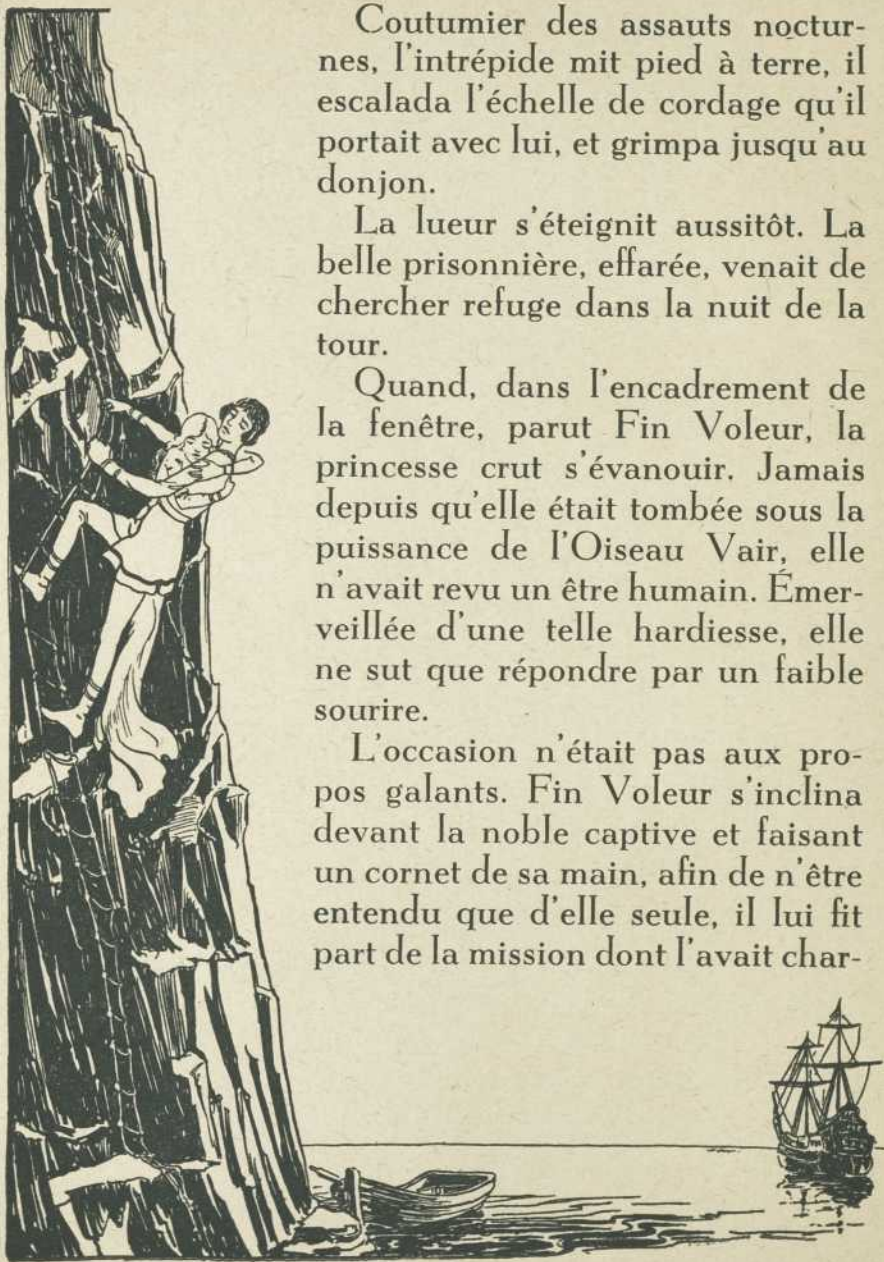 Coutumier des assauts noctur-
nes, l'intrépide mit pied à terre, il
escalada l'échelle de cordage qu'il
portait avec lui, et grimpa jusqu'au
donjon.
La lueur s'éteignit aussitôt. La
belle prisonnière, effarée, venait de
chercher refuge dans la nuit de la
tour.
Quand, dans l'encadrement de
la fenêtre, parut Fin Voleur, la
princesse crut s'évanouir. Jamais
depuis qu'elle était tombée sous la
puissance de l'Oiseau Vair, elle
n'avait revu un être humain. Émer-
veillée d'une telle hardiesse, elle
ne sut que répondre par un faible
sourire.
L'occasion n'était pas aux pro-
pos galants. Fin Voleur s'inclina
devant la noble captive et faisant
un cornet de sa main, afin de n'être
entendu que d'elle seule, il lui fit
part de la mission dont l'avait char-